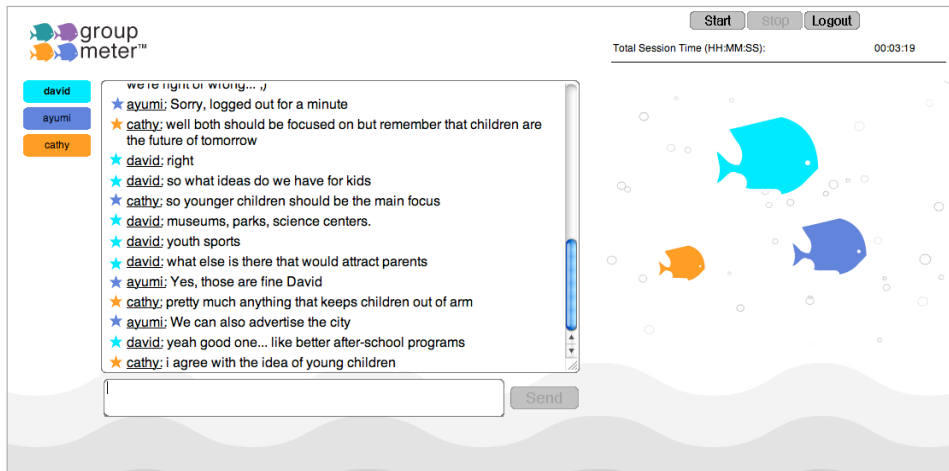 group
meter™
Start
Stop
Logout
Total Session Time (HH:MM:SS): 00:03:19
david
ayumi
cathy
we're right or wrong... ;)
ayumi: Sorry, logged out for a minute
cathy: well both should be focused on but remember that children are
the future of tomorrow
david: right
david: so what ideas do we have for kids
cathy: so younger children should be the main focus
david: museums, parks, science centers.
david: youth sports
david: what else is there that would attract parents
ayumi: Yes, those are fine David
cathy: pretty much anything that keeps children out of arm
ayumi: We can also advertise the city
david: yeah good one... like better after-school programs
cathy: i agree with the idea of young children
Send